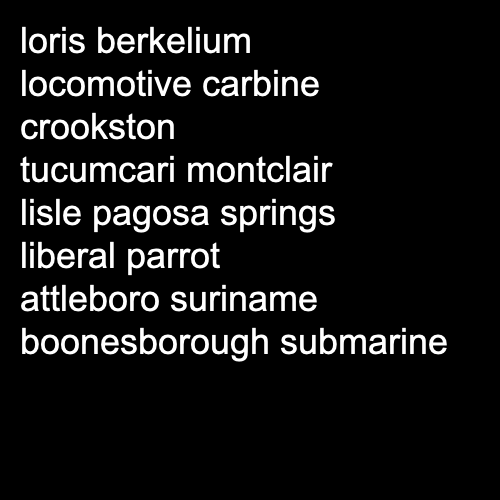 loris berkelium
locomotive carbine
crookston
tucumcari montclair
lisle pagosa springs
liberal parrot
attleboro suriname
boonesborough submarine